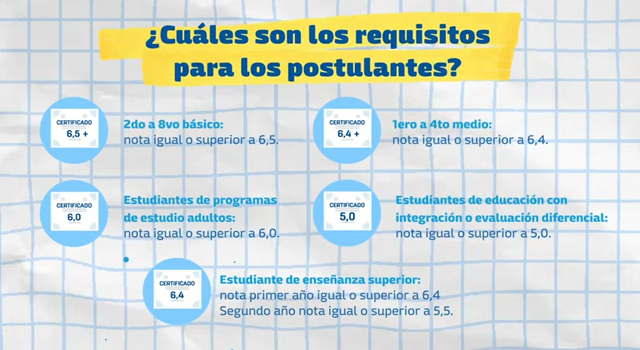 ¿Cuáles son los requisitos
para los postulantes?
CERTIFICADO
6,5 +
2do a 8vo básico:
nota igual o superior a 6,5.
CERTIFICADO
6,4 +
1ero a 4to medio:
nota igual o superior a 6,4.
CERTIFICADO
6,0
Estudiantes de programas
de estudio adultos:
nota igual o superior a 6,0.
CERTIFICADO
5,0
Estudiantes de educación con
integración o evaluación diferencial:
nota igual o superior a 5,0.
CERTIFICADO
6,4
Estudiante de enseñanza superior:
nota primer año igual o superior a 6,4
Segundo año nota igual o superior a 5,5.